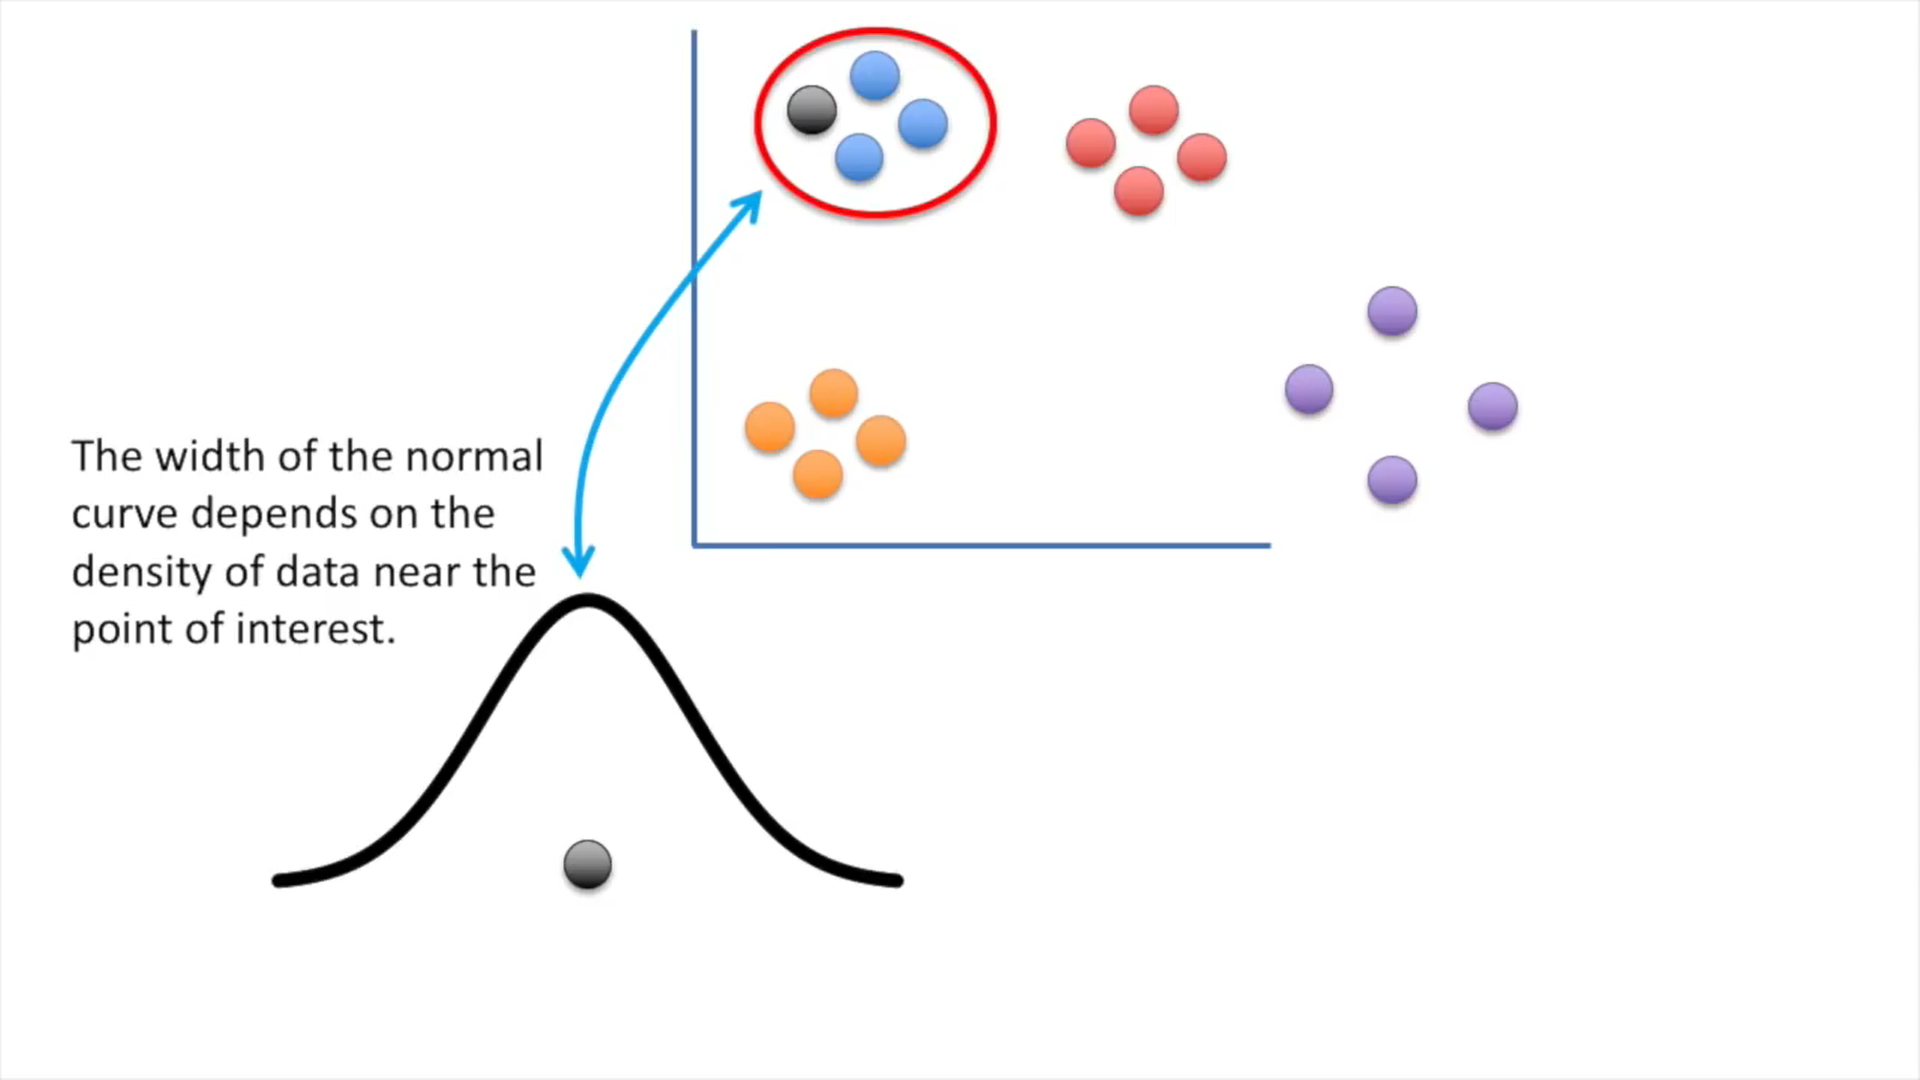 The width of the normal
curve depends on the
density of data near the
point of interest.